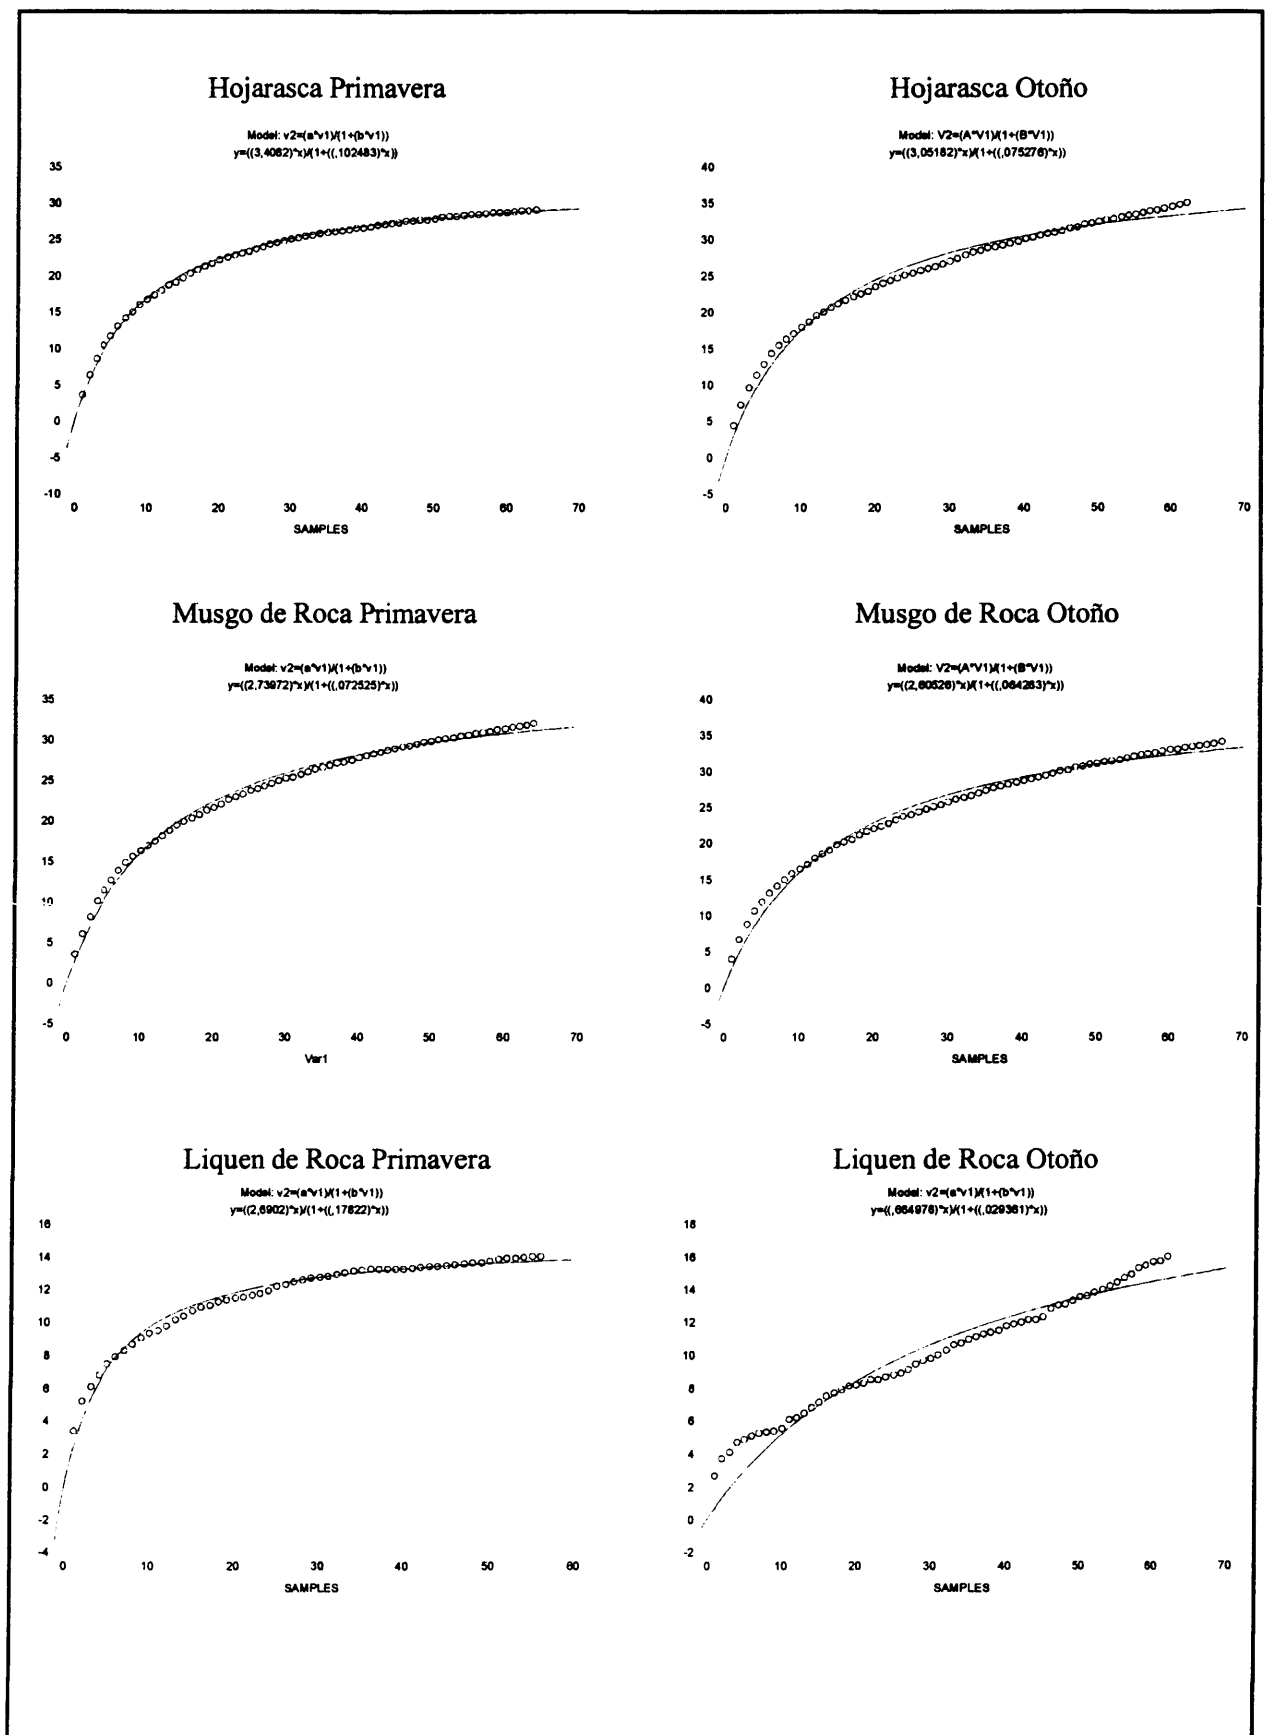 Hojarasca Primavera
Model: v2=(a*v1)/(1+(b*v1))
y=((3,4062)*x)/(1+((,102483)*x))
35
30
25
20
15
10
5
0
-5
-10
0 10 20 30 40 50 60 70
SAMPLES
Hojarasca Otoño
Model: V2=(A*V1)/(1+(B*V1))
y=((3,05182)*x)/(1+((,075276)*x))
40
35
30
25
20
15
10
5
0
-5
0 10 20 30 40 50 60 70
SAMPLES
Musgo de Roca Primavera
Model: v2=(a*v1)/(1+(b*v1))
y=((2,73972)*x)/(1+((,072525)*x))
35
30
25
20
15
10
5
0
-5
0 10 20 30 40 50 60 70
Var1
Musgo de Roca Otoño
Model: V2=(A*V1)/(1+(B*V1))
y=((2,60526)*x)/(1+((,064263)*x))
40
35
30
25
20
15
10
5
0
-5
0 10 20 30 40 50 60 70
SAMPLES
Liquen de Roca Primavera
Model: v2=(a*v1)/(1+(b*v1))
y=((2,6902)*x)/(1+((,17822)*x))
16
14
12
10
8
6
4
2
0
-2
-4
0 10 20 30 40 50 60
SAMPLES
Liquen de Roca Otoño
Model: v2=(a*v1)/(1+(b*v1))
y=((,664976)*x)/(1+((,029361)*x))
18
16
14
12
10
8
6
4
2
0
-2
0 10 20 30 40 50 60 70
SAMPLES